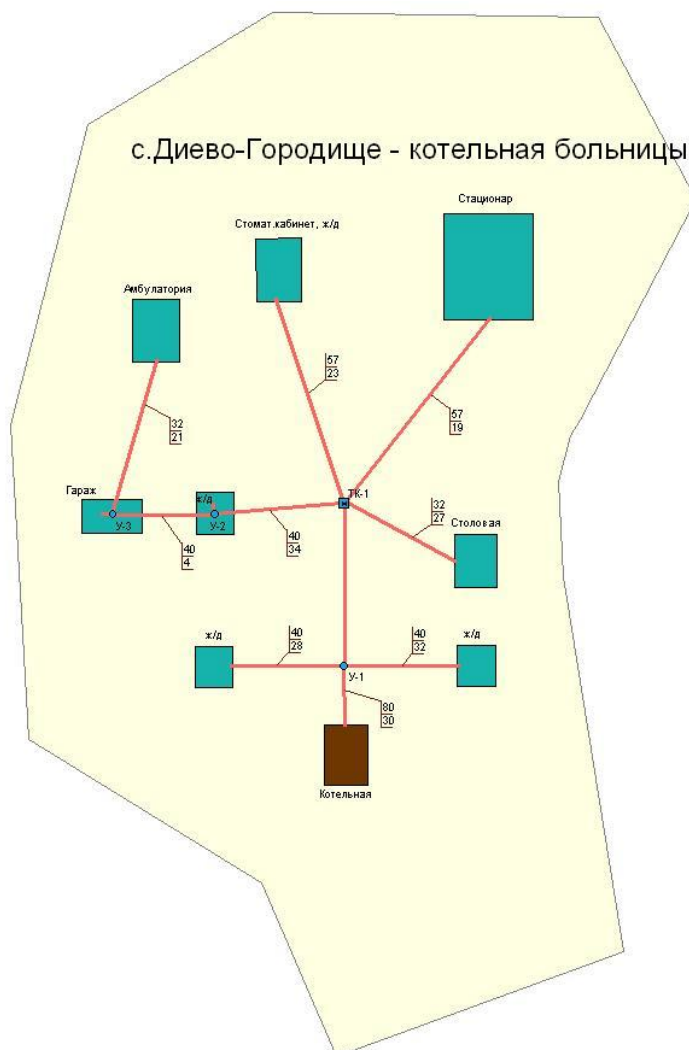 с.Диево-Городище - котельная больницы
Стационар
Стомат.кабинет, ж/д
Амбулатория
57
23
57
19
32
21
Гараж
ж/д
ТК-1
У-3
У-2
32
27
Столовая
40
4
40
34
ж/д
40
28
40
32
ж/д
У-1
80
30
Котельная